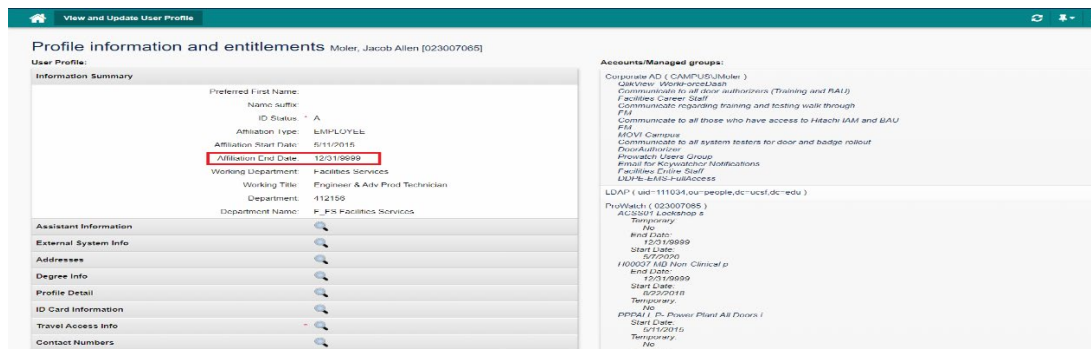 View and Update User Profile
Profile information and entitlements Moler, Jacob Allen [023007065]
User Profile:
Information Summary
Preferred First Name:
Name suffix:
ID Status: * A
Affiliation Type: EMPLOYEE
Affiliation Start Date: 5/11/2015
Affiliation End Date: 12/31/9999
Working Department: Facilities Services
Working Title: Engineer & Adv Prod Technician
Department: 412156
Department Name: F_FS Facilities Services
Assistant Information
External System Info
Addresses
Degree Info
Profile Detail
ID Card Information
Travel Access Info *
Contact Numbers
Accounts/Managed groups:
Corporate AD ( CAMPUS\JMoler )
QlikView_WorkForceDash
Communicate to all door authorizers (Training and BAU)
Facilities Career Staff
Communicate regarding training and testing walk through
FM
Communicate to all those who have access to Hitachi IAM and BAU
FM
MOVI Campus
Communicate to all system testers for door and badge rollout
DoorAuthorizer
Prowatch Users Group
Email for Keywatcher Notifications
Facilities Entire Staff
DDPE-EMS-FullAccess
LDAP ( uid=111034,ou=people,dc=ucsf,dc=edu )
ProWatch ( 023007065 )
ACSS01 Lockshop s
Temporary:
No
End Date:
12/31/9999
Start Date:
5/7/2020
H00037 MB Non Clinical p
End Date:
12/31/9999
Start Date:
8/22/2018
Temporary:
No
PPPALL P- Power Plant All Doors i
Start Date:
5/11/2015
Temporary:
No